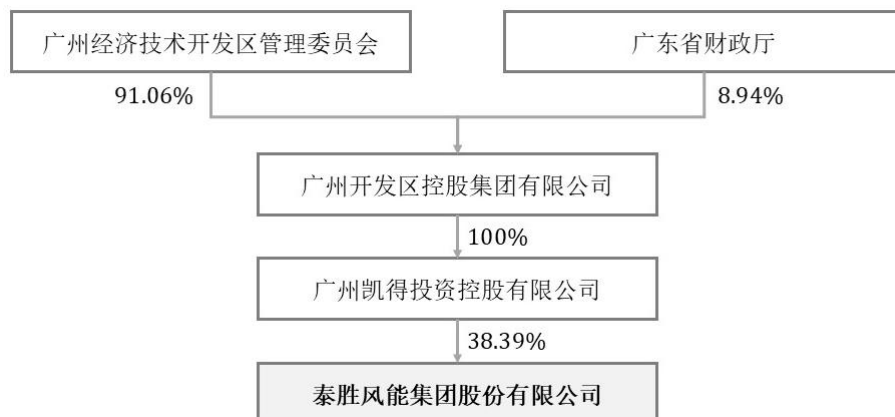 广州经济技术开发区管理委员会
广东省财政厅
91.06%
8.94%
广州开发区控股集团有限公司
100%
广州凯得投资控股有限公司
38.39%
泰胜风能集团股份有限公司